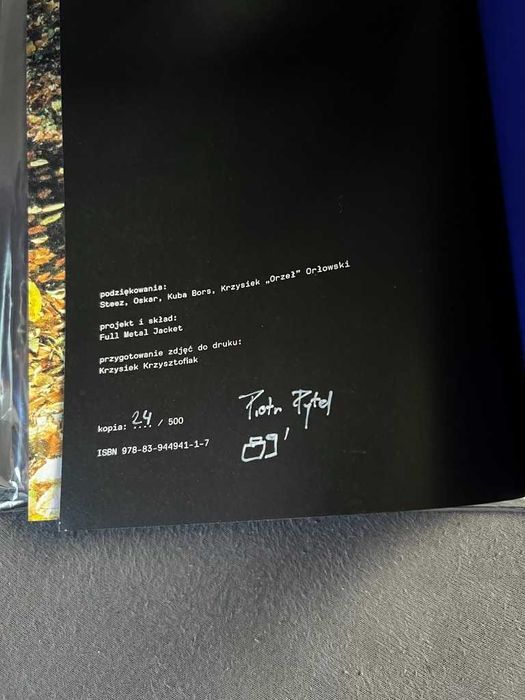 podziękowania:
Steez, Oskar, Kuba Bors, Krzysiek „Orzeł” Orłowski
projekt i skład:
Full Metal Jacket
przygotowanie zdjęć do druku:
Krzysiek Krzysztofiak
kopia: 24 / 500
Piotr Pytel
ISBN 978-83-944941-1-7